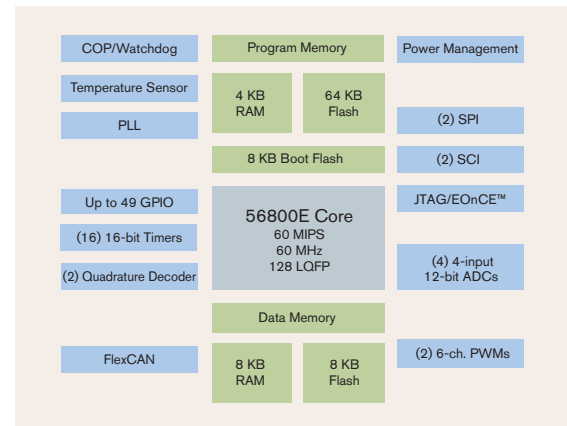 COP/Watchdog
Program Memory
Power Management
Temperature Sensor
4 KB
RAM
64 KB
Flash
PLL
(2) SPI
8 KB Boot Flash
(2) SCI
Up to 49 GPIO
56800E Core
60 MIPS
60 MHz
128 LQFP
JTAG/EOnCE™
(16) 16-bit Timers
(2) Quadrature Decoder
(4) 4-input
12-bit ADCs
Data Memory
FlexCAN
8 KB
RAM
8 KB
Flash
(2) 6-ch. PWMs